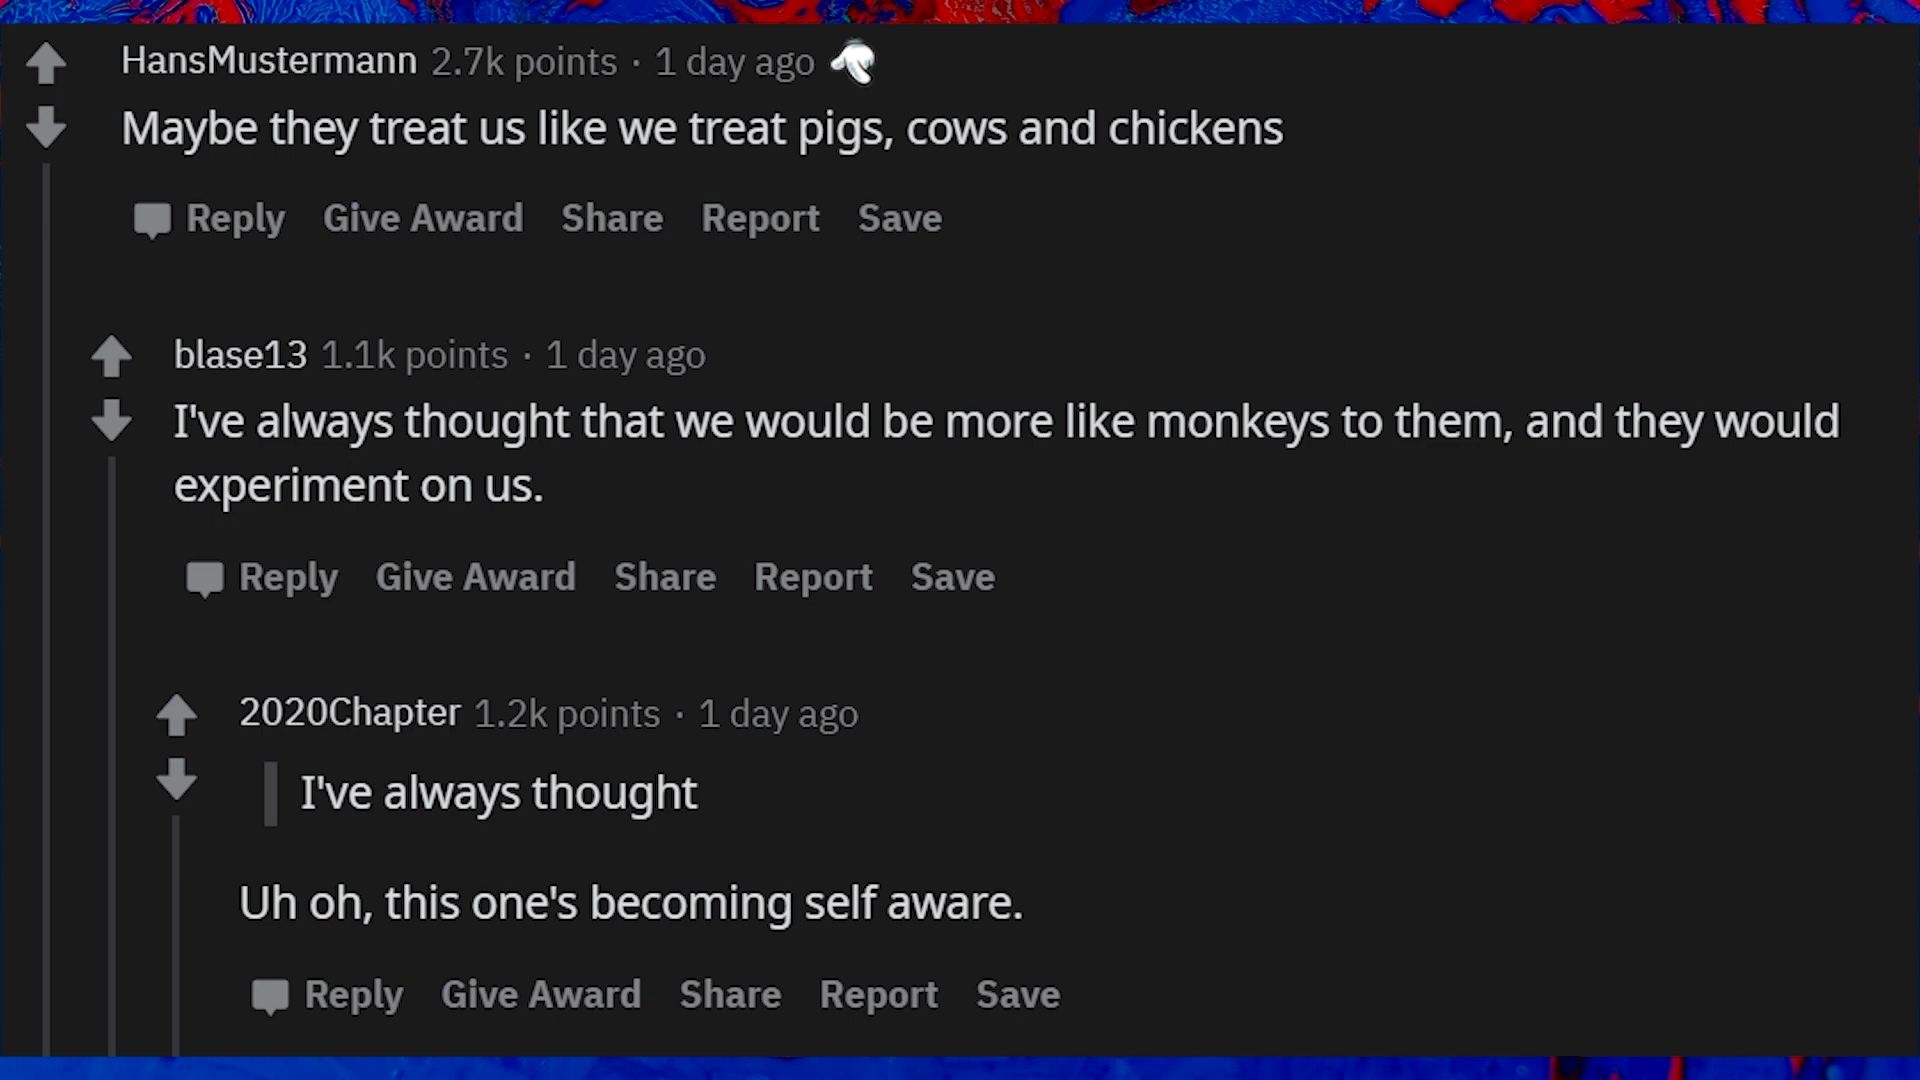 HansMustermann 2.7k points · 1 day ago
Maybe they treat us like we treat pigs, cows and chickens
Reply Give Award Share Report Save
blase13 1.1k points · 1 day ago
I've always thought that we would be more like monkeys to them, and they would
experiment on us.
Reply Give Award Share Report Save
2020Chapter 1.2k points · 1 day ago
I've always thought
Uh oh, this one's becoming self aware.
Reply Give Award Share Report Save